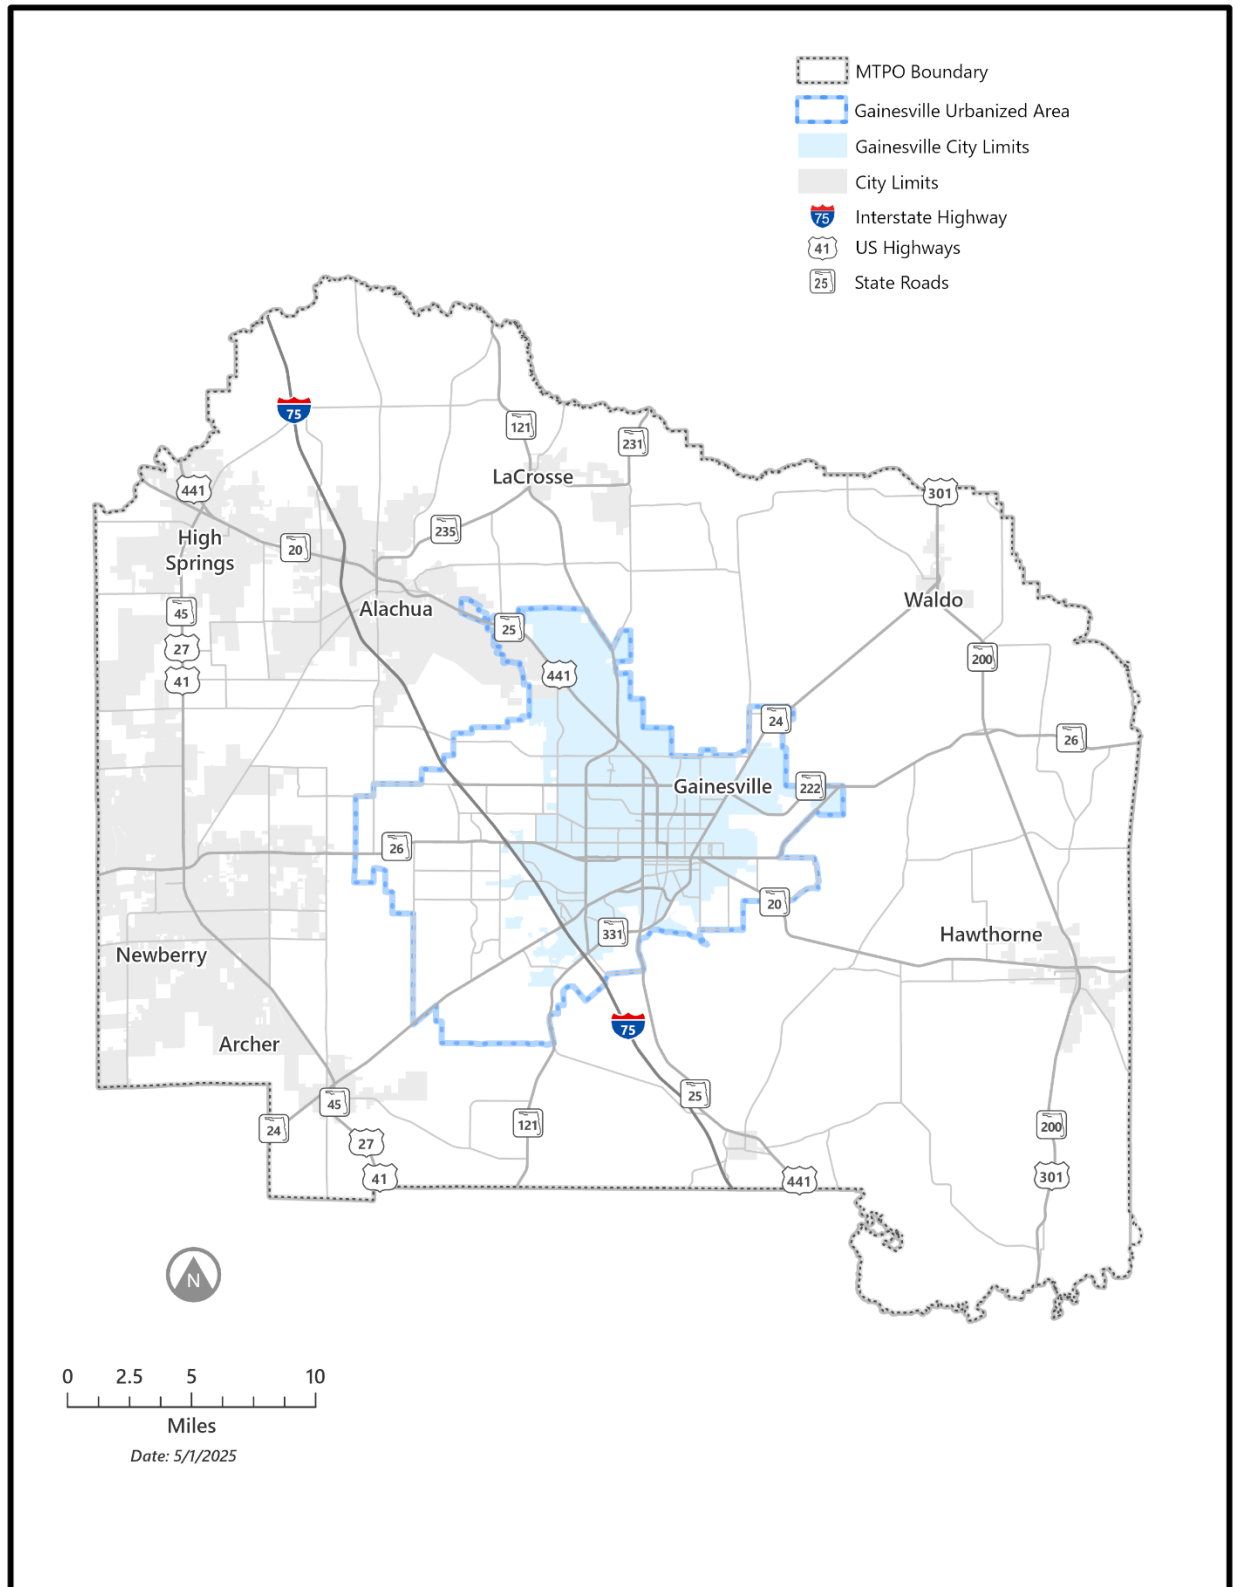 MTPO Boundary
Gainesville Urbanized Area
Gainesville City Limits
City Limits
75 Interstate Highway
41 US Highways
25 State Roads
75
121
231
LaCrosse
441
301
235
High
Springs
20
Alachua
Waldo
45
25
27
200
441
41
24
26
Gainesville
222
26
20
331
Hawthorne
Newberry
75
Archer
45
25
24
121
200
27
41
441
301
N
0 2.5 5 10
Miles
Date: 5/1/2025